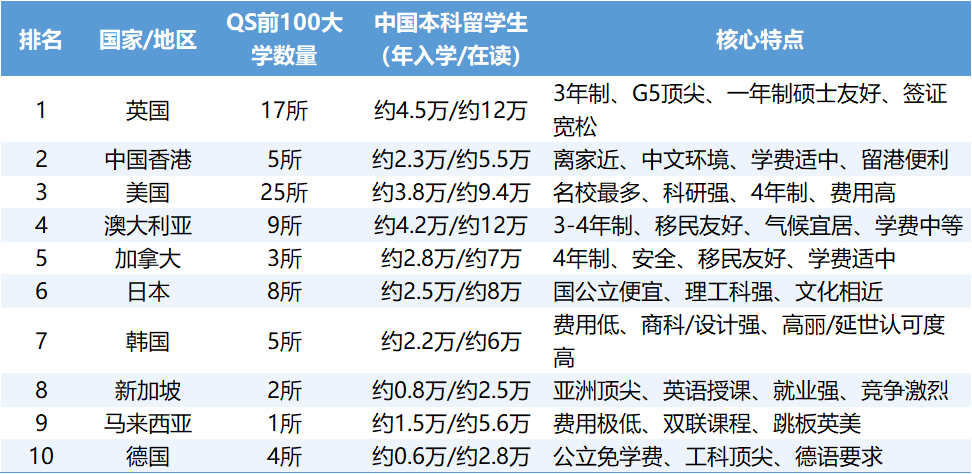 排名 国家/地区 QS前100大学数量 中国本科留学生（年入学/在读） 核心特点
1 英国 17所 约4.5万/约12万 3年制、G5顶尖、一年制硕士友好、签证宽松
2 中国香港 5所 约2.3万/约5.5万 离家近、中文环境、学费适中、留港便利
3 美国 25所 约3.8万/约9.4万 名校最多、科研强、4年制、费用高
4 澳大利亚 9所 约4.2万/约12万 3-4年制、移民友好、气候宜居、学费中等
5 加拿大 3所 约2.8万/约7万 4年制、安全、移民友好、学费适中
6 日本 8所 约2.5万/约8万 国公立便宜、理工科强、文化相近
7 韩国 5所 约2.2万/约6万 费用低、商科/设计强、高丽/延世认可度高
8 新加坡 2所 约0.8万/约2.5万 亚洲顶尖、英语授课、就业强、竞争激烈
9 马来西亚 1所 约1.5万/约5.6万 费用极低、双联课程、跳板英美
10 德国 4所 约0.6万/约2.8万 公立免学费、工科顶尖、德语要求